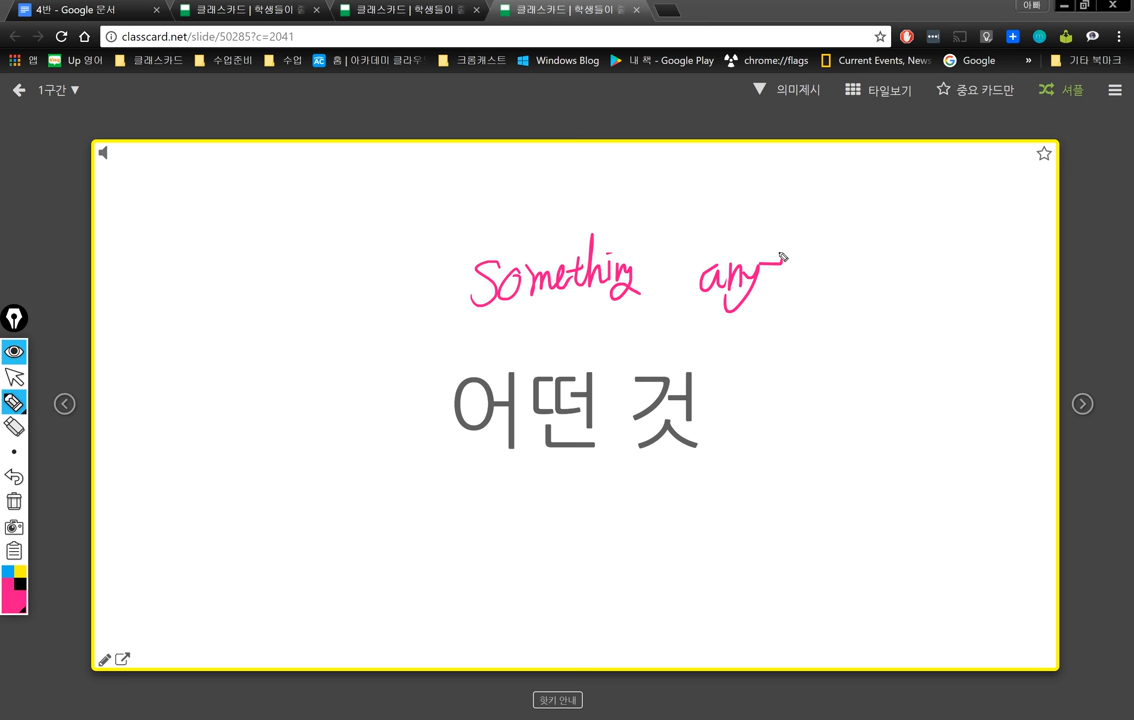 4반 - Google 문서
클래스카드 | 학생들이
클래스카드 | 학생들이
클래스카드 | 학생들이
아빠
classcard.net/slide/50285?c=2041
앱 Up 영어 클래스카드 수업준비 수업 홈 | 아카데미 클라우 크롬캐스트 Windows Blog 내 책 - Google Play chrome://flags Current Events, News Google » 기타 북마크
1구간 ▼ ▼ 의미제시 타일보기 중요 카드만 셔플
Something any
어떤 것
핫키 안내